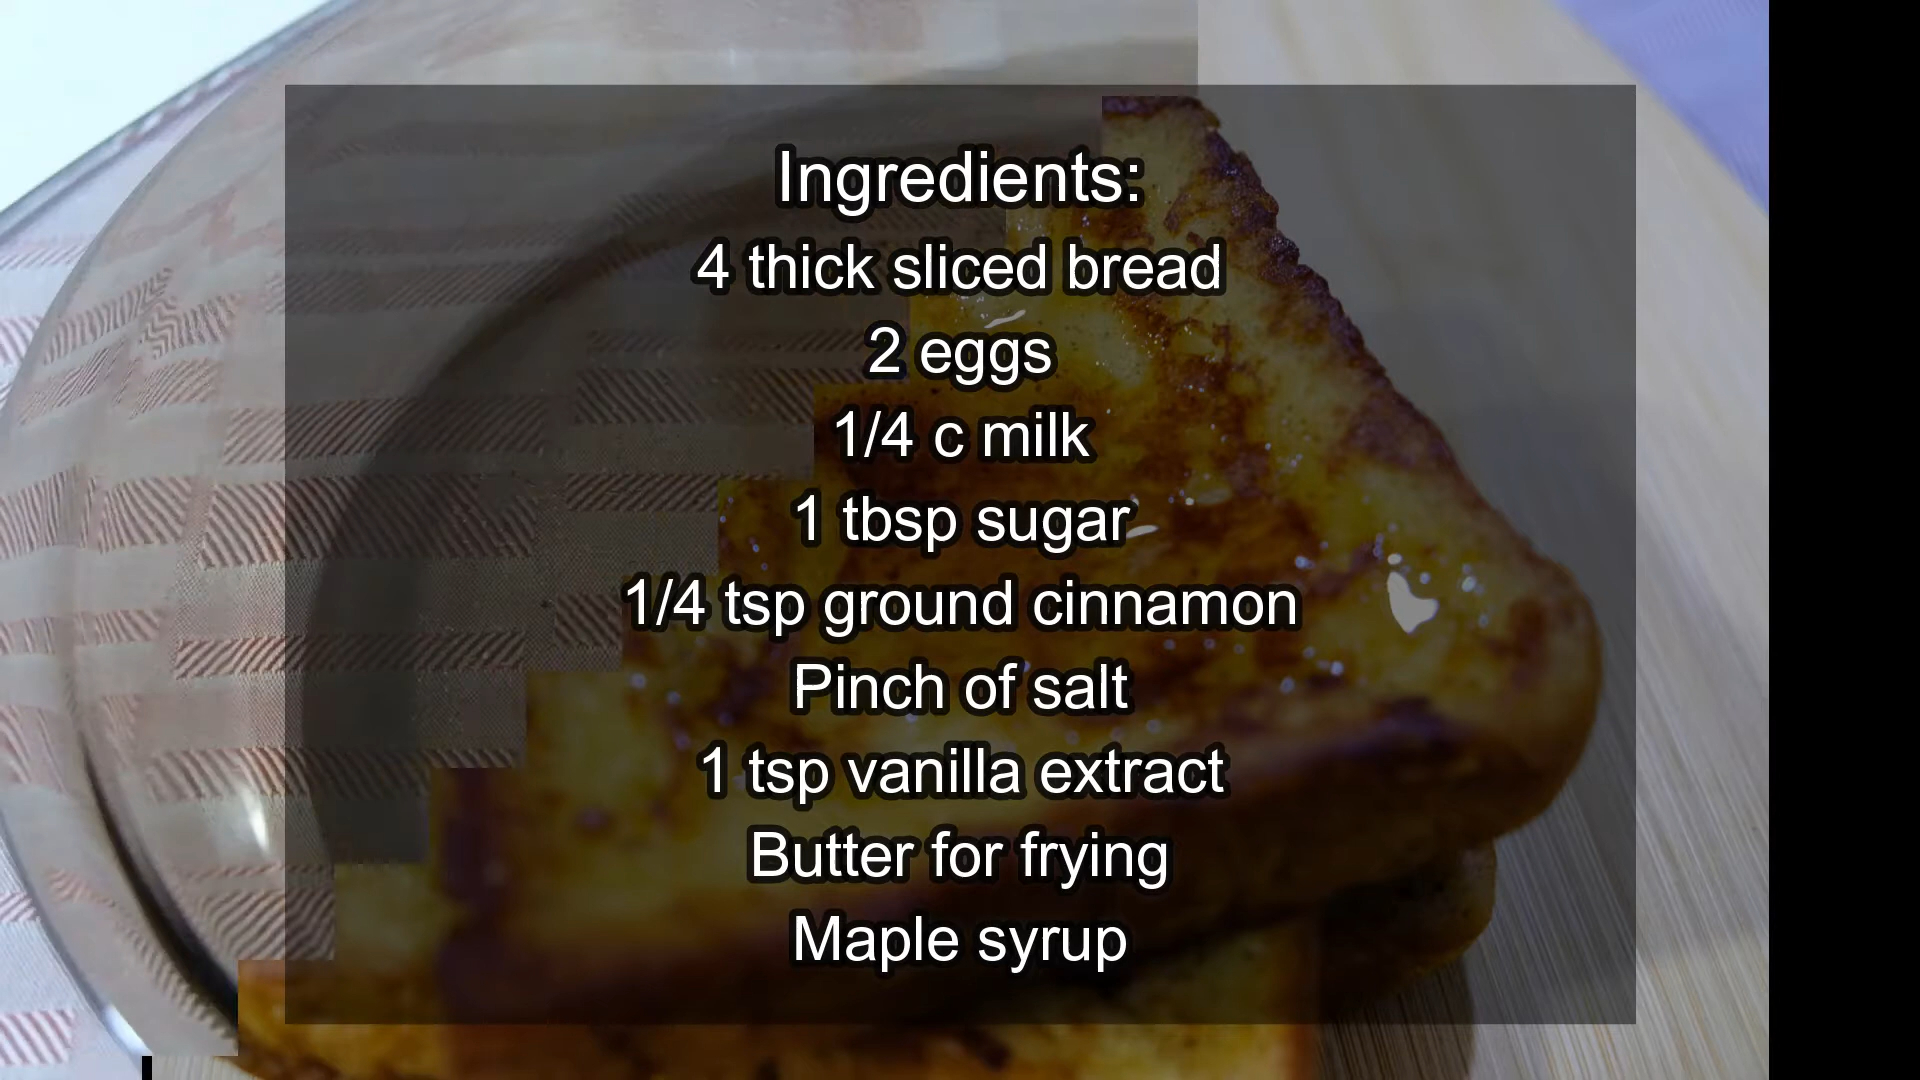 Ingredients:
4 thick sliced bread
2 eggs
1/4 c milk
1 tbsp sugar
1/4 tsp ground cinnamon
Pinch of salt
1 tsp vanilla extract
Butter for frying
Maple syrup